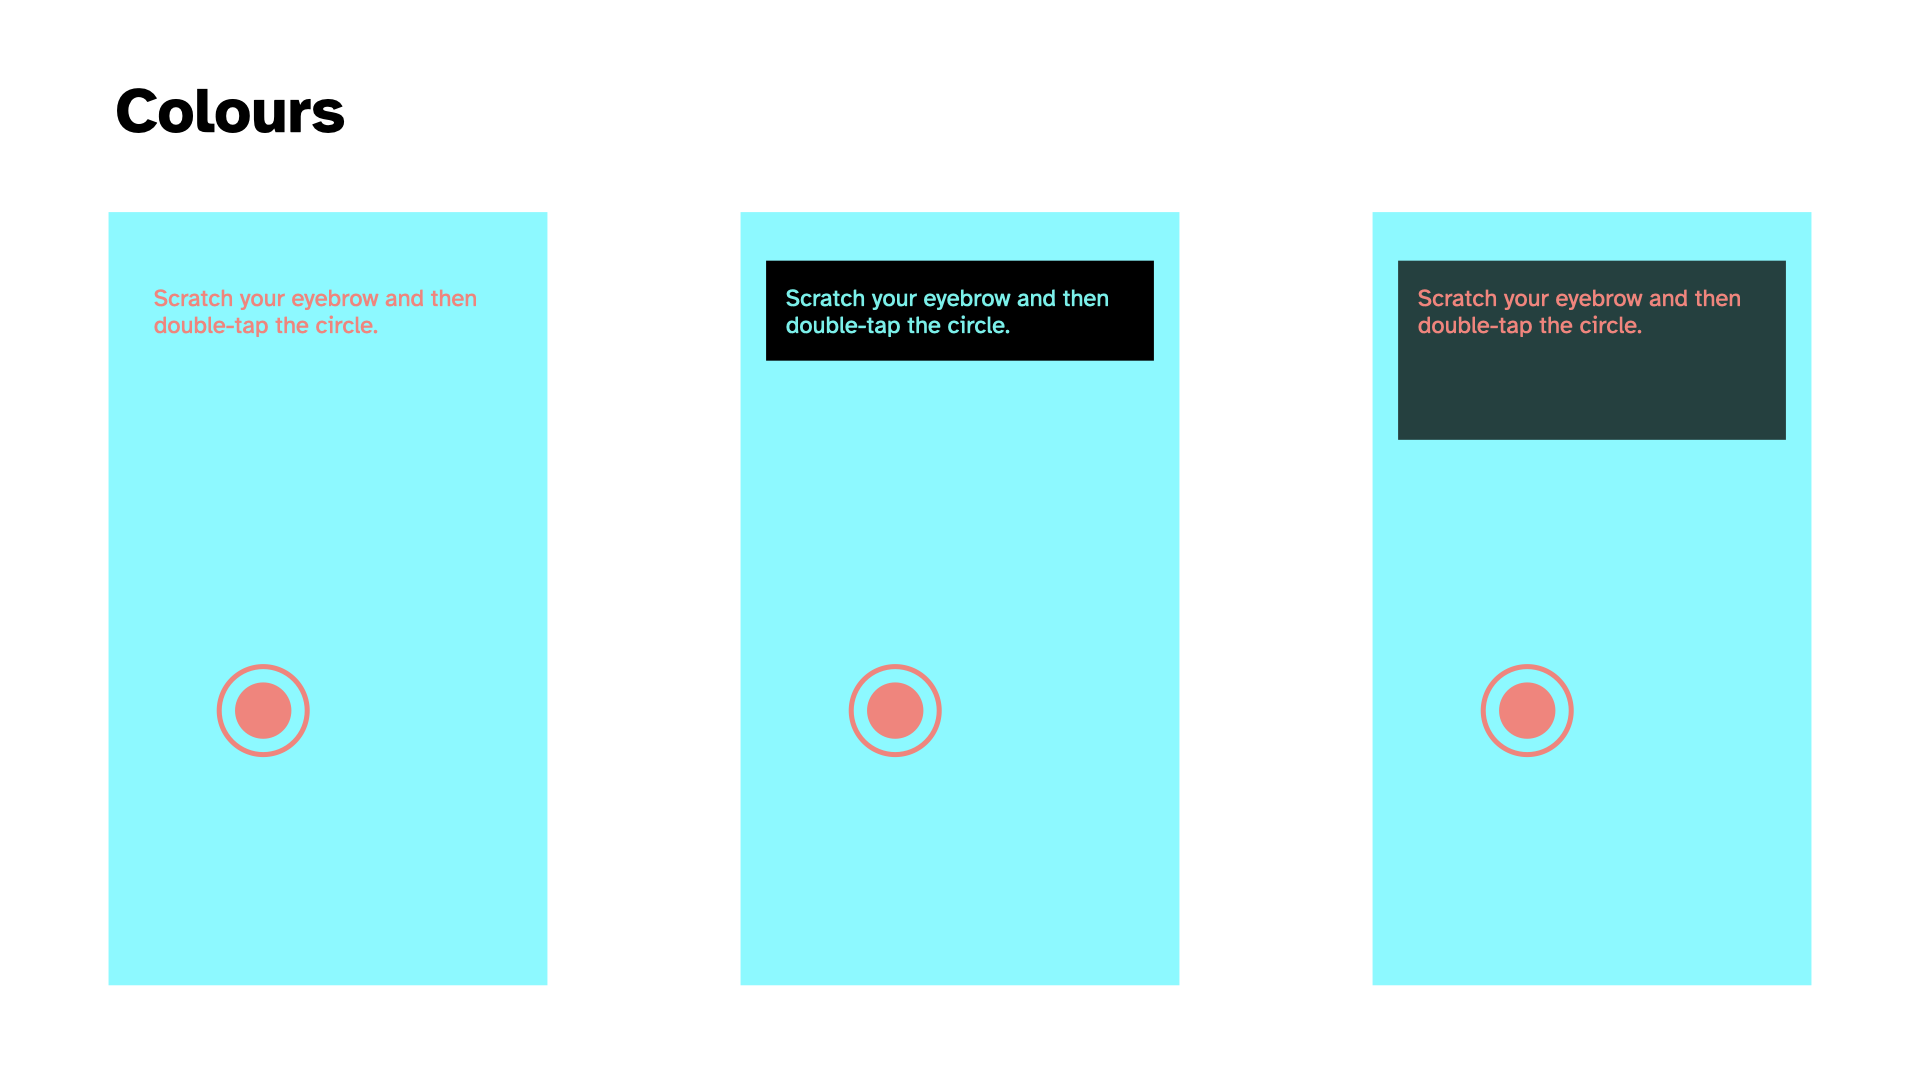 Colours
Scratch your eyebrow and then
double-tap the circle.
Scratch your eyebrow and then
double-tap the circle.
Scratch your eyebrow and then
double-tap the circle.